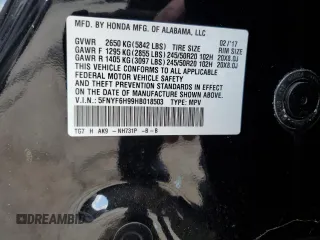 MFD. BY HONDA MFG. OF ALABAMA, LLC
02/'17
GVWR 2650 KG(5842 LBS) TIRE SIZE RIM SIZE
GAWR F 1295 KG(2855 LBS) 245/50R20 102H 20X8.0J
GAWR R 1405 KG(3097 LBS) 245/50R20 102H 20X8.0J
THIS VEHICLE CONFORMS TO ALL APPLICABLE
FEDERAL MOTOR VEHICLE SAFETY
AND THEFT PREVENTION STANDARDS IN EFFECT ON
THE DATE OF MANUFACTURE SHOWN ABOVE.
V.I.N.: 5FNYF6H99HB018503 TYPE: MPV
TG7 H AK9 -NH731P -B-B
AUTOBIDMASTER